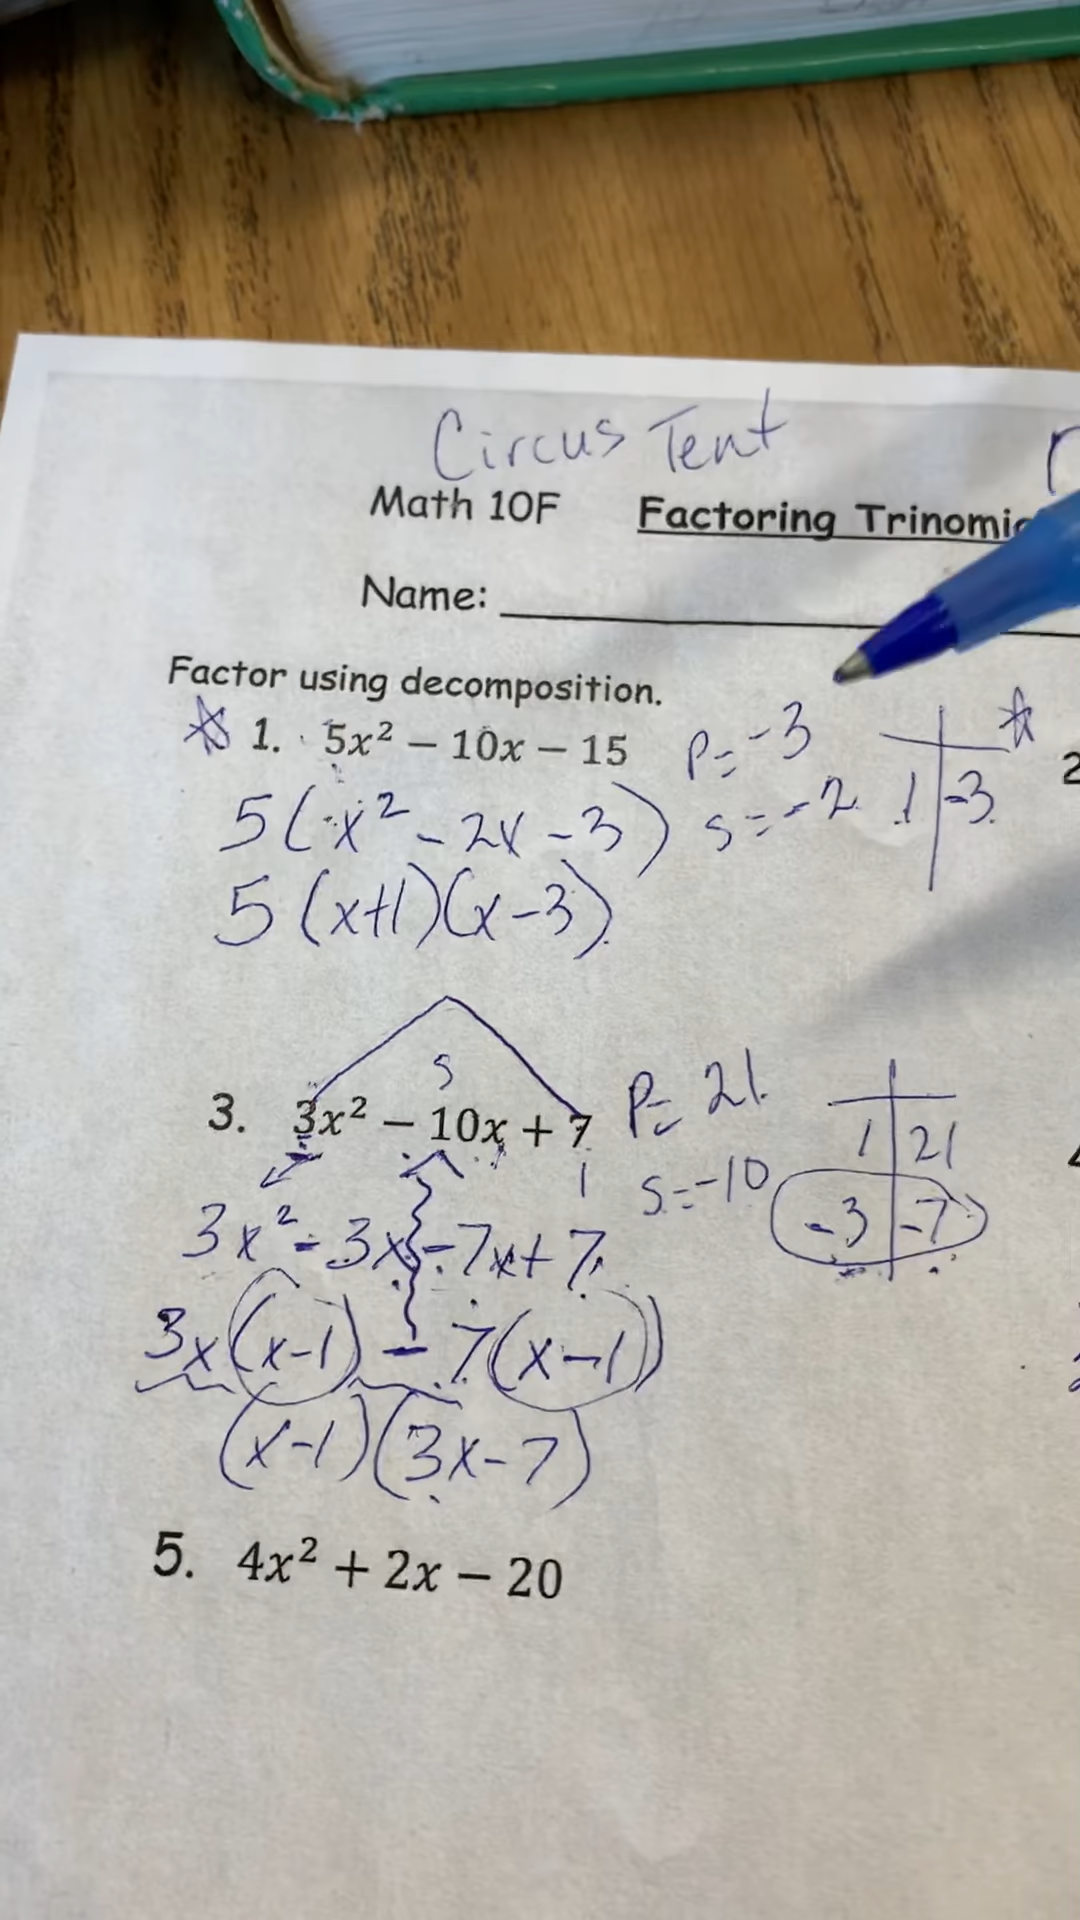 Circus Tent
Math 10F Factoring Trinomi
Name:
Factor using decomposition.
1. 5x² – 10x – 15 P= -3
5(x² - 2x - 3) S= -2 1 -3
5(x+1)(x-3)
S
3. 3x² – 10x + 7 P= 21
1 21
1
S= -10
-3 -7
3x² - 3x - 7x + 7
3x(x-1) - 7(x-1)
(x-1)(3x-7)
5. 4x² + 2x – 20
2